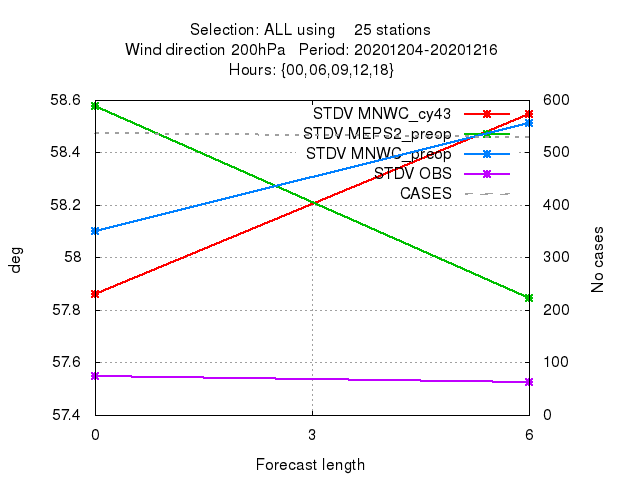 Selection: ALL using 25 stations
Wind direction 200hPa Period: 20201204-20201216
Hours: {00,06,09,12,18}
58.6 600
STDV MNWC_cy43
STDV MEPS2_preop
58.4 STDV MNWC_preop 500
STDV OBS
CASES
58.2 400
deg
58 300
No cases
57.8 200
57.6 100
57.4 0
0 3 6
Forecast length